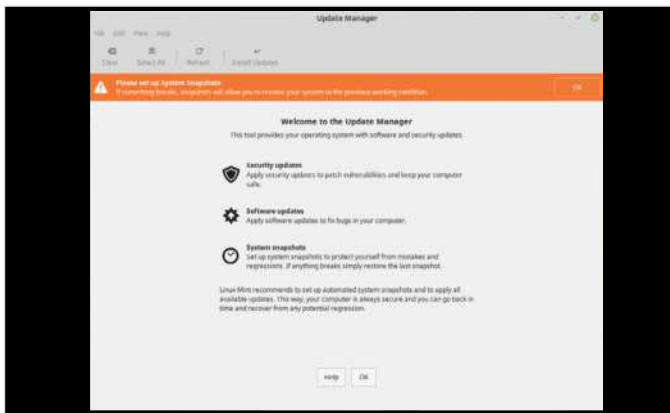 Update Manager
File Edit View Help
Clear Select All Refresh Install Updates
Please set up System Snapshots
If something breaks, snapshots will allow you to restore your system to the previous working condition.
OK
Welcome to the Update Manager
This tool provides your operating system with software and security updates.
Security updates
Apply security updates to patch vulnerabilities and keep your computer
safe.
Software updates
Apply software updates to fix bugs in your computer.
System snapshots
Set up system snapshots to protect yourself from mistakes and
regressions. If anything breaks simply restore the last snapshot.
Linux Mint recommends to set up automated system snapshots and to apply all
available updates. This way, your computer is always secure and you can go back in
time and recover from any potential regression.
Help OK